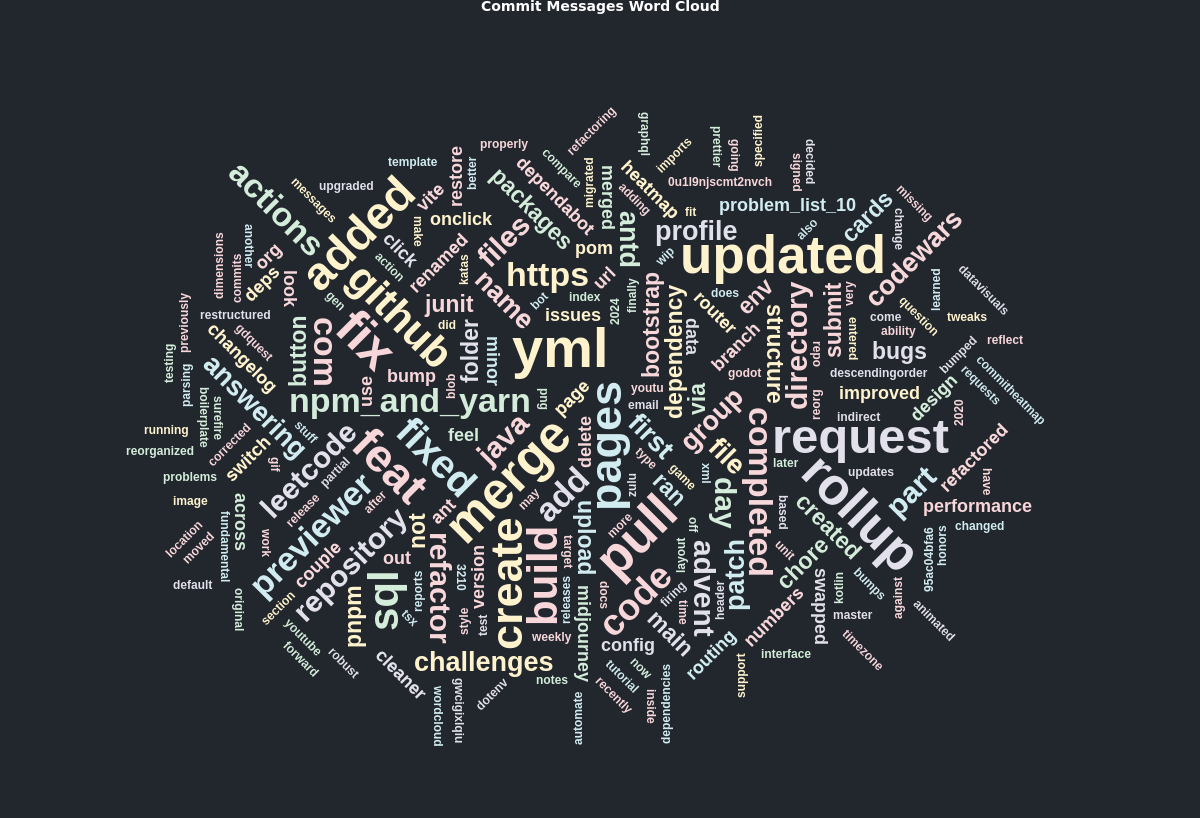 Commit Messages Word Cloud
properly
refactoring
graphql
prettier
going
specified
signed
decided
template
better
restore
compare
migrated
imports
heatmap
0u1l9njscmt2nvch
actions
messages
upgraded
added
vite
packages
dependabot
merged
adding
fit
problem_list_10
cards
missing
codewars
make
onclick
antd
profile
also
change
dimensions
commits
another
org
deps
look
click
action
katas
renamed
files
pom
wip
updated
learned
datavisuals
github
gen
https
url
name
bot
index
2024
finally
does
env
router
very
submit
question
tweaks
previously
restructured
gdquest
changelog
button
com
fix
did
junit
issues
bootstrap
dependency
data
branch
structure
directory
come
ability
parente
bugs
reflect
testing
parsing
boilerplate
surefire
answering
use
bump
blob
folder
minor
yml
youtu
godot
repo
reorg
descendingorder
bumped
commitheatmap
requests
npm_and_yarn
bug
page
email
via
improved
design
2020
running
reorganized
corrected
switch
stuff
feel
java
pages
first
group
indirect
request
problems
gif
leetcode
partial
feat
fixed
merge
delete
type
game
file
completed
later
updates
refactored
image
across
release
after
previewer
add
zulu
ran
xml
day
based
rollup
part
have
performance
location
moved
fundamental
work
repository
ant
not
may
more
pull
off
created
changed
honors
95ac04bfa6
default
original
couple
section
out
refactor
3210
version
create
build
target
upload
layout
advent
patch
unit
chore
bumps
against
animated
youtube
forward
robust
pnpm
sql
tsx
reports
style
test
releases
midjourney
docs
code
firing
time
header
numbers
swapped
kotlin
master
timezone
cleaner
challenges
weekly
config
main
routing
interface
support
wordcloud
gwcigixlqiu
dotenv
notes
automate
tutorial
now
recently
inside
dependencies